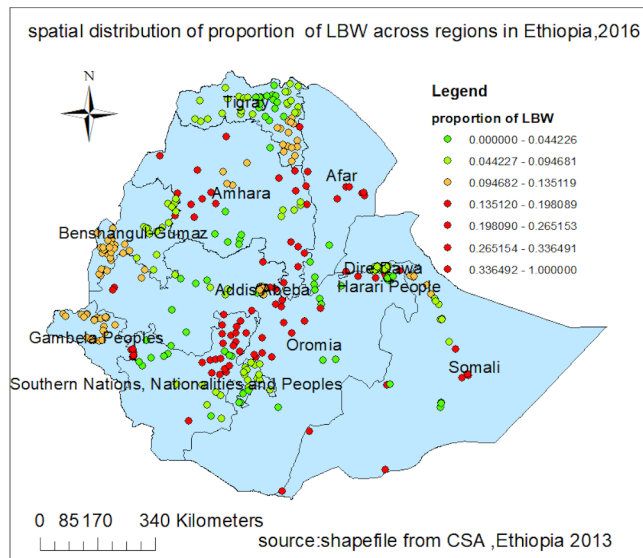 spatial distribution of proportion of LBW across regions in Ethiopia,2016
N
Legend
proportion of LBW
0.000000 - 0.044226
0.044227 - 0.094681
0.094682 - 0.135119
0.135120 - 0.198089
0.198090 - 0.265153
0.265154 - 0.336491
0.336492 - 1.000000
Tigray
Afar
Amhara
Benshangul-Gumaz
Dire Dawa
Addis Abeba
Harari People
Gambela Peoples
Oromia
Somali
Southern Nations, Nationalities and Peoples
0 85 170 340 Kilometers
source:shapefile from CSA ,Ethiopia 2013